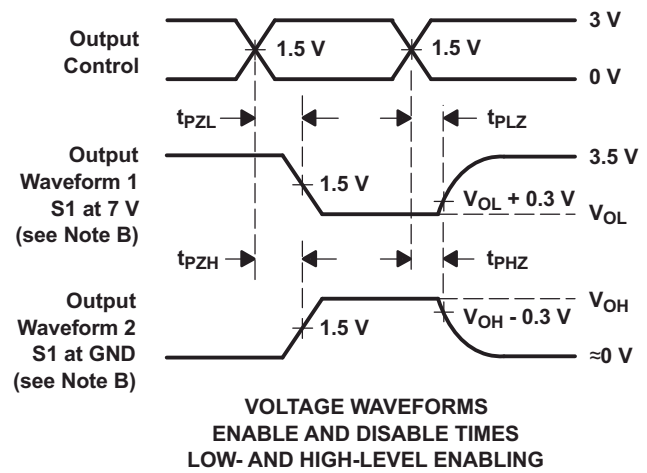 3 V
Output
Control
1.5 V
1.5 V
0 V
tPZL
tPLZ
Output
Waveform 1
S1 at 7 V
(see Note B)
3.5 V
1.5 V
VOL + 0.3 V
VOL
tPZH
tPHZ
Output
Waveform 2
S1 at GND
(see Note B)
VOH
1.5 V
VOH - 0.3 V
≈0 V
VOLTAGE WAVEFORMS
ENABLE AND DISABLE TIMES
LOW- AND HIGH-LEVEL ENABLING